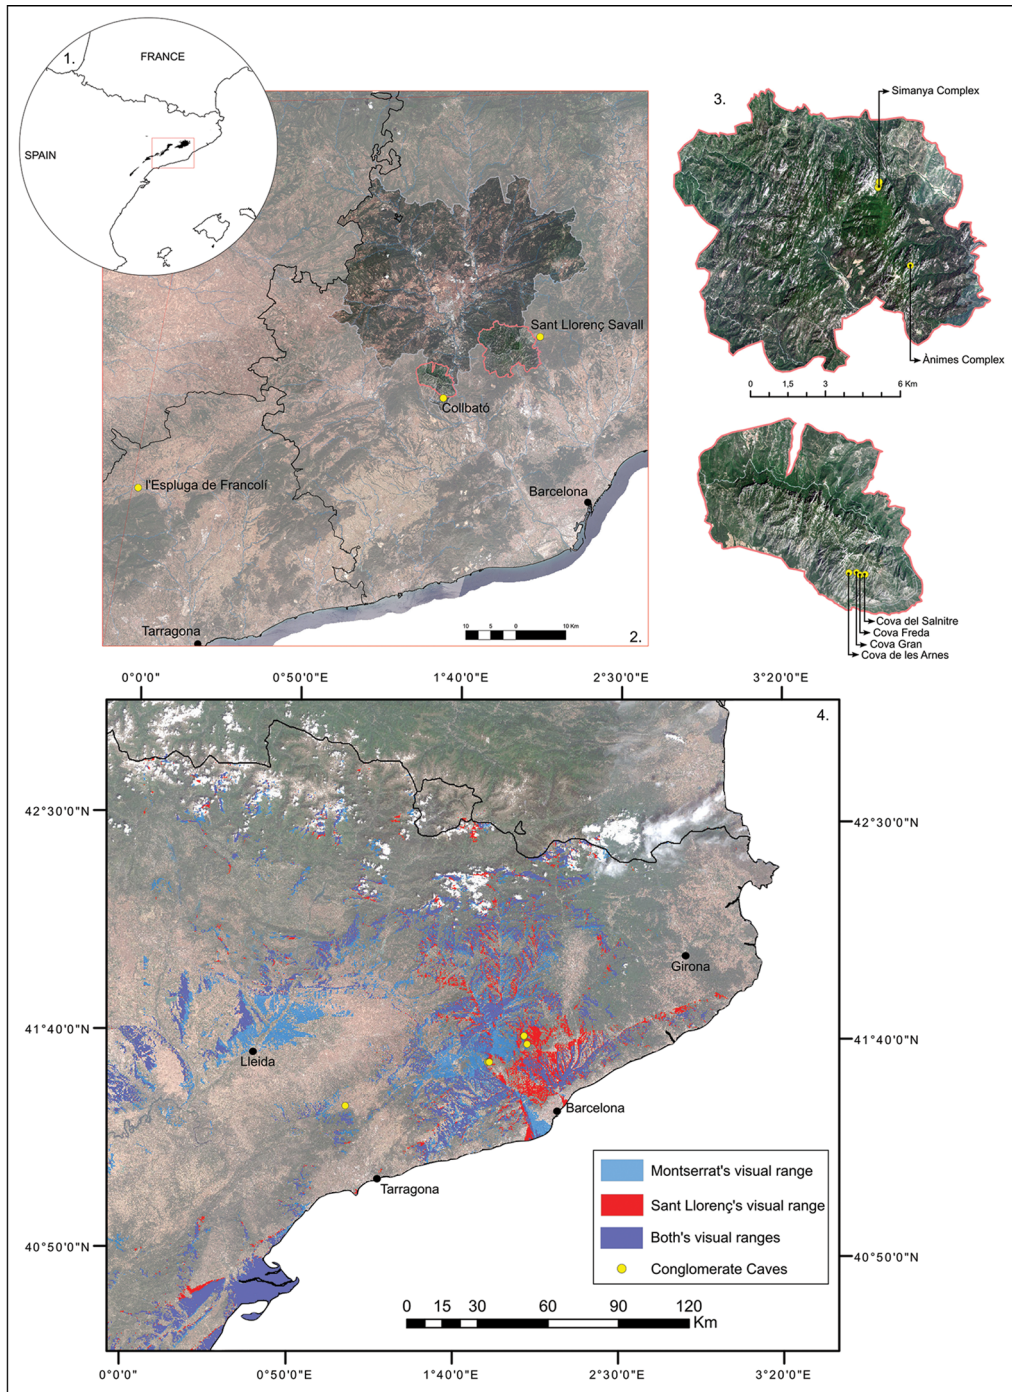 1.
FRANCE
SPAIN
Sant Llorenç Savall
Collbató
l'Espluga de Francolí
Barcelona
Tarragona
10 5 0 10 Km
2.
3.
Simanya Complex
Ànimes Complex
0 1,5 3 6 Km
Cova del Salnitre
Cova Freda
Cova Gran
Cova de les Arnes
0°0'0" 0°50'0"E 1°40'0"E 2°30'0"E 3°20'0"E
4.
42°30'0"N 42°30'0"N
Girona
41°40'0"N 41°40'0"N
Lleida
Barcelona
Tarragona
40°50'0"N 40°50'0"N
Montserrat's visual range
Sant Llorenç's visual range
Both's visual ranges
Conglomerate Caves
0 15 30 60 90 120
Km
0°0'0" 0°50'0"E 1°40'0"E 2°30'0"E 3°20'0"E